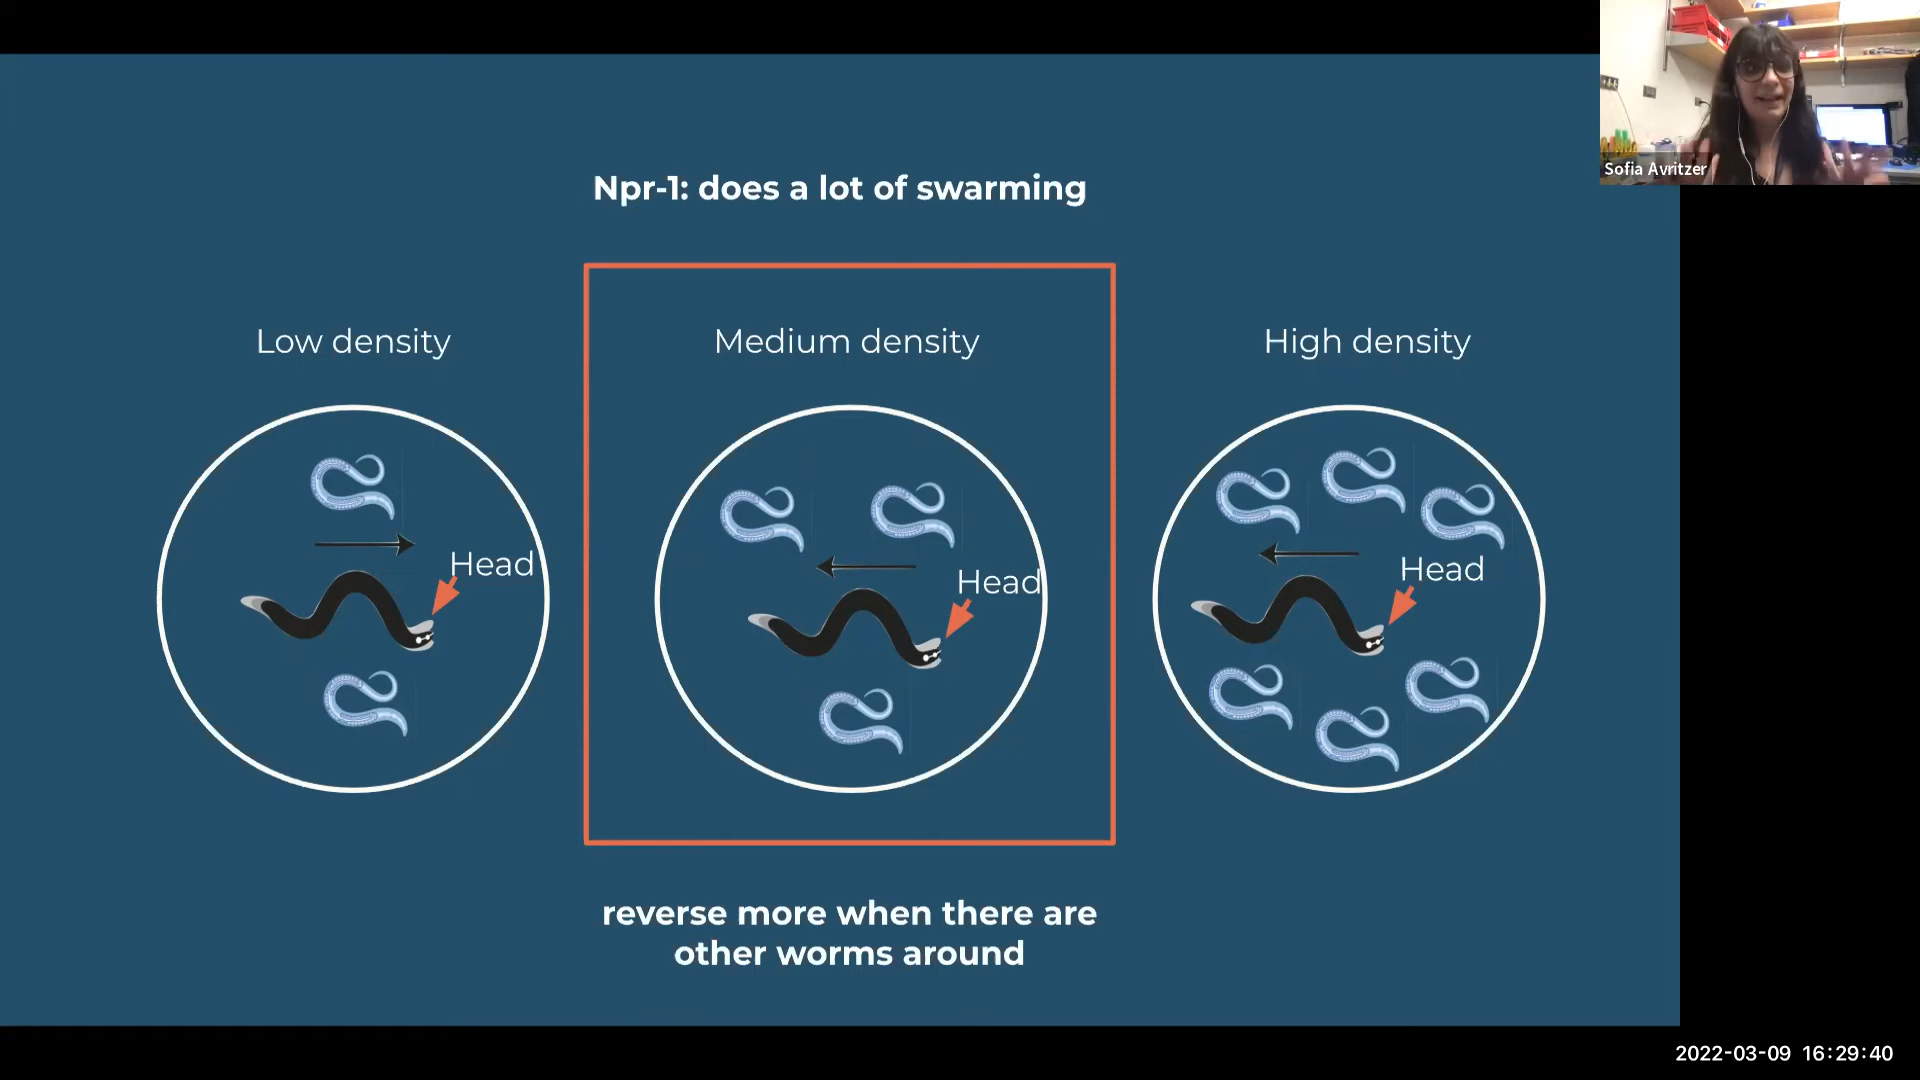 Sofia Avritzer
Npr-1: does a lot of swarming
Low density
Medium density
High density
Head
Head
Head
reverse more when there are
other worms around
2022-03-09 16:29:40